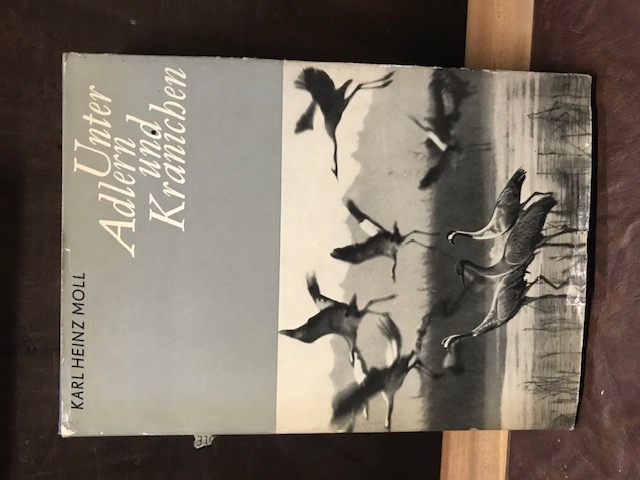 KARL HEINZ MOLL
Unter
Adlern
und
Kranichen